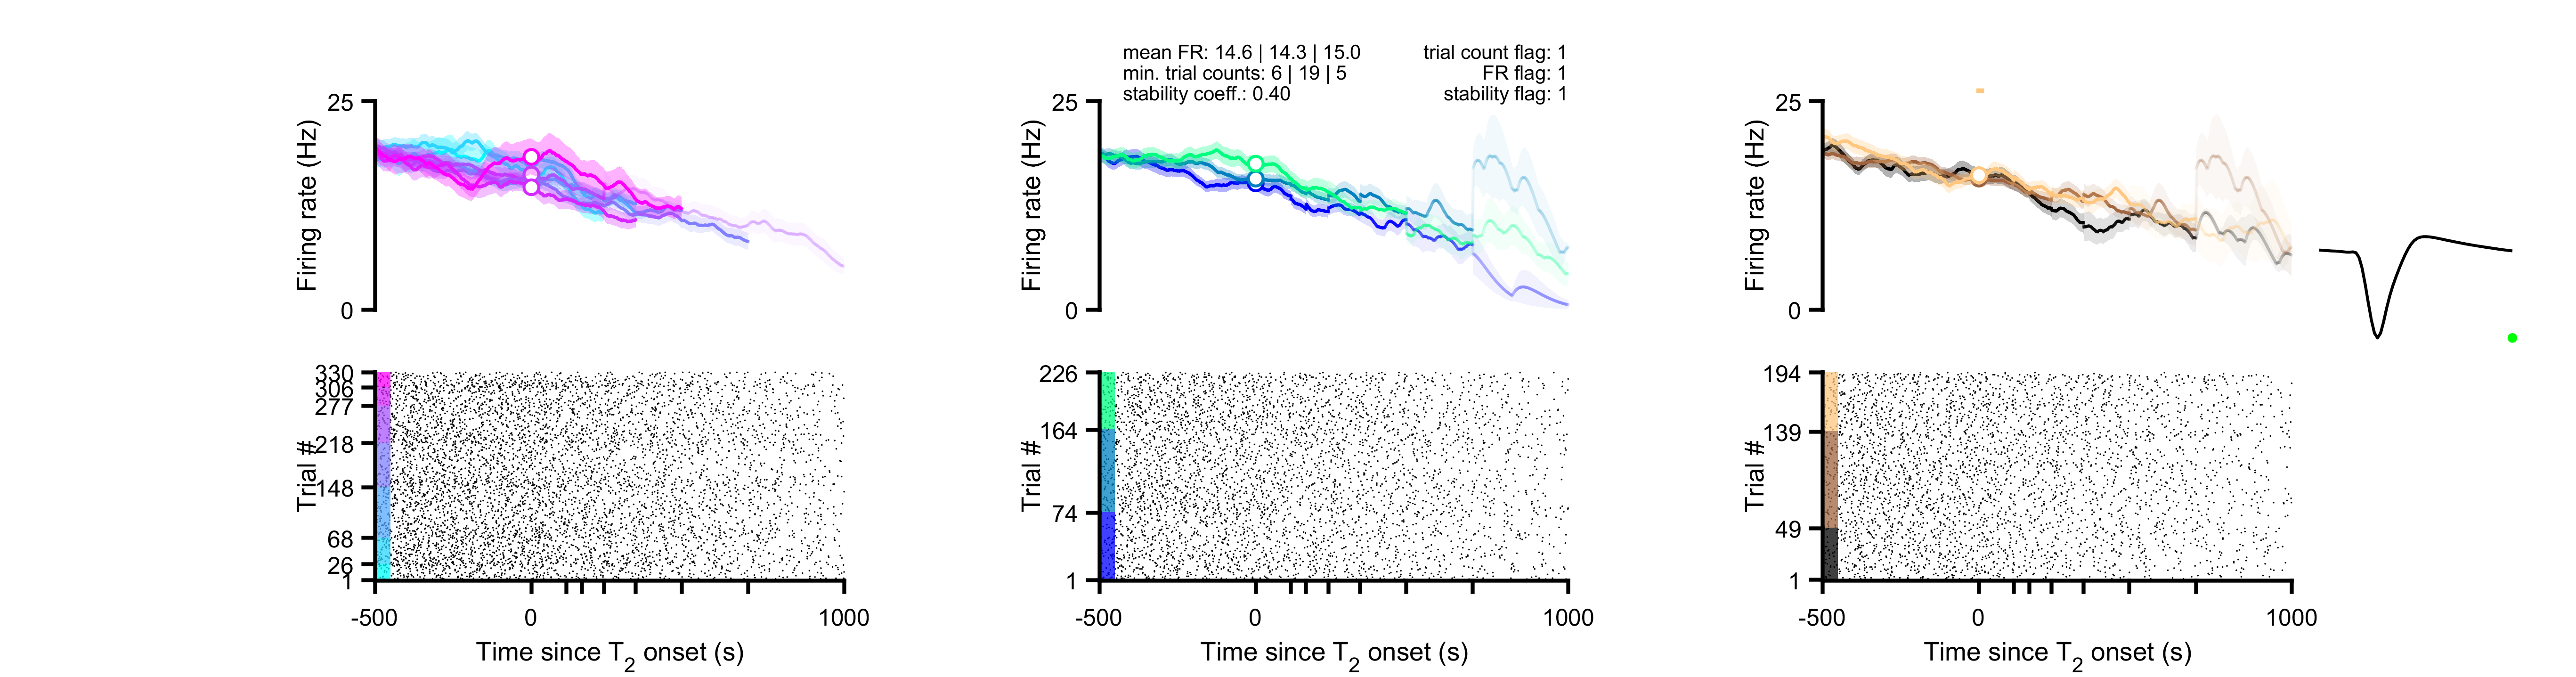 mean FR: 14.6 | 14.3 | 15.0
min. trial counts: 6 | 19 | 5
stability coeff.: 0.40
trial count flag: 1
FR flag: 1
stability flag: 1
25
Firing rate (Hz)
0
25
Firing rate (Hz)
0
25
Firing rate (Hz)
0
330
306
277
218
148
68
26
1
Trial #
-500
0
1000
Time since T2 onset (s)
226
164
74
1
Trial #
-500
0
1000
Time since T2 onset (s)
194
139
49
1
Trial #
-500
0
1000
Time since T2 onset (s)